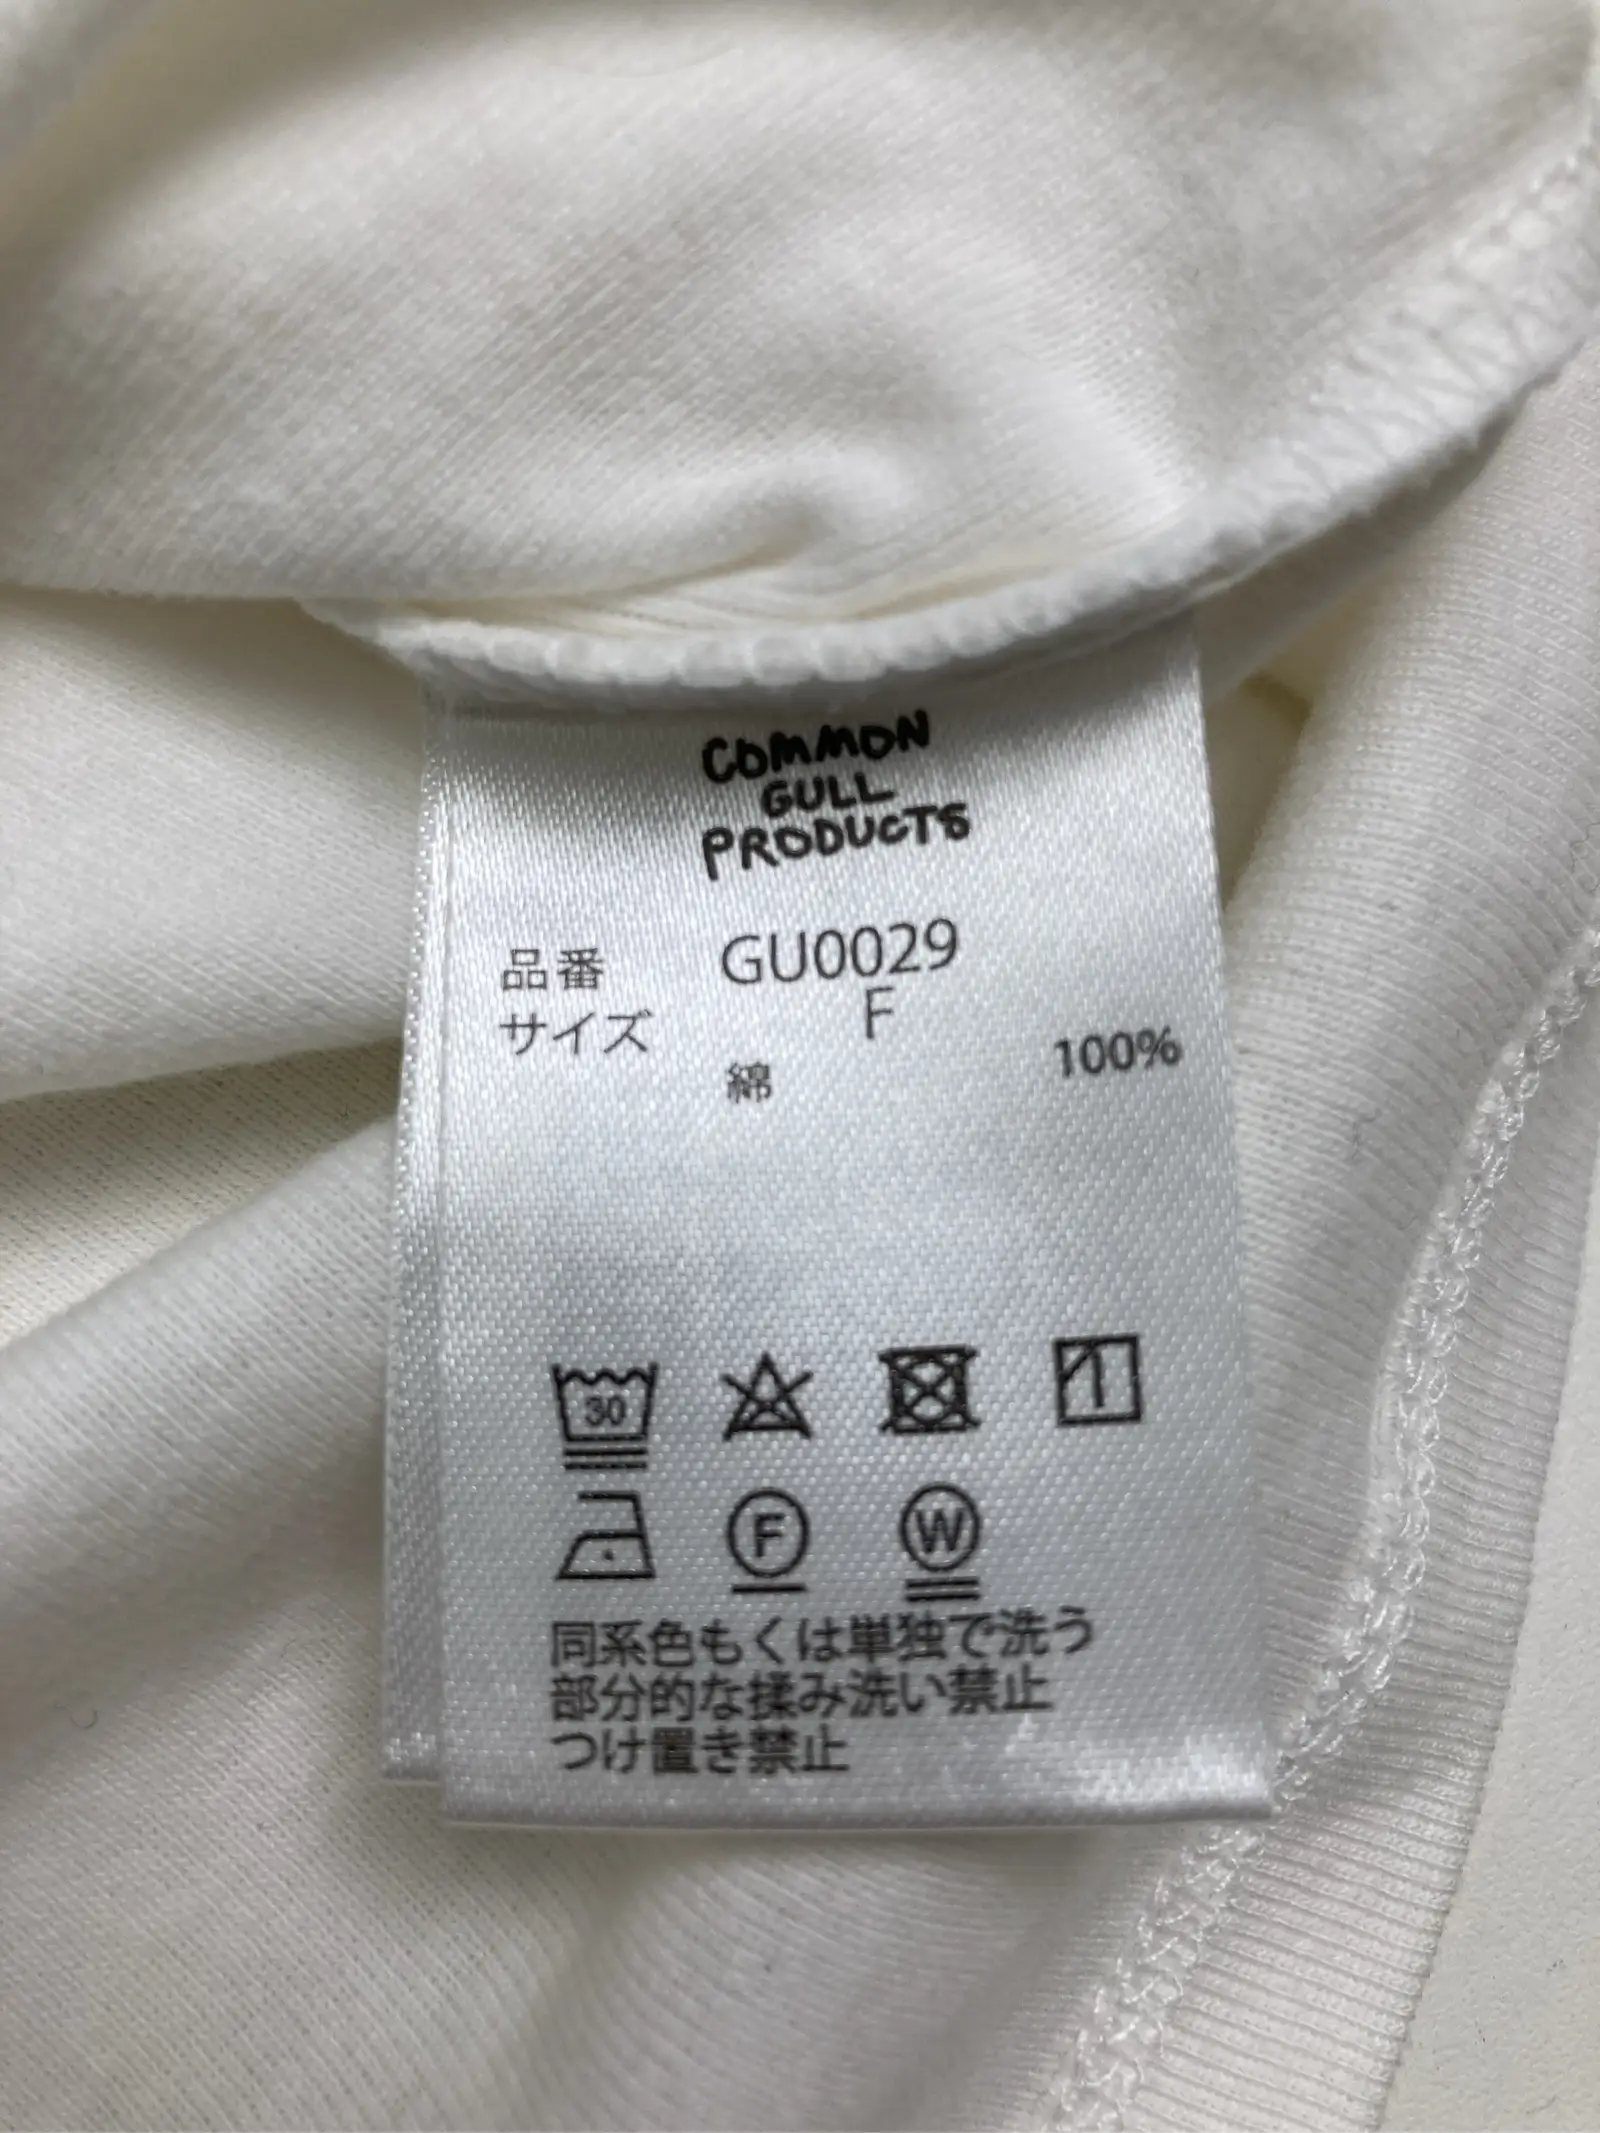 COMMON
GULL
PRODUCTS
品番 GU0029
サイズ F
綿 100%
30
1
F W
同系色もくは単独で洗う
部分的な揉み洗い禁止
つけ置き禁止